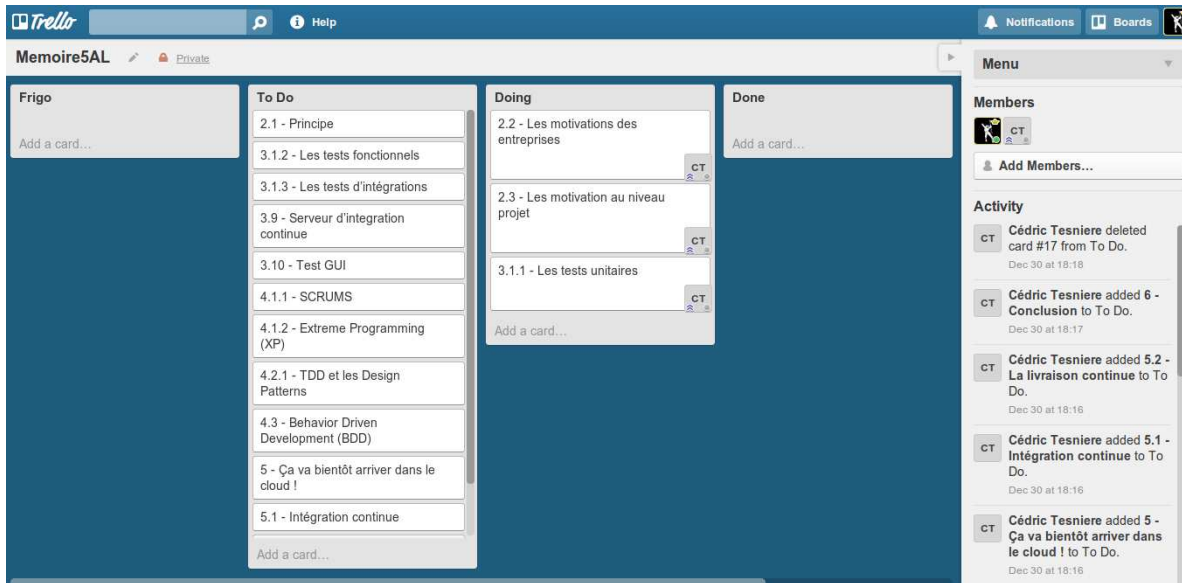 Trello
Help
Notifications
Boards
Memoire5AL
Private
Frigo
Add a card...
To Do
2.1 - Principe
3.1.2 - Les tests fonctionnels
3.1.3 - Les tests d'intégrations
3.9 - Serveur d'integration
continue
3.10 - Test GUI
4.1.1 - SCRUMS
4.1.2 - Extreme Programming
(XP)
4.2.1 - TDD et les Design
Patterns
4.3 - Behavior Driven
Development (BDD)
5 - Ça va bientôt arriver dans le
cloud !
5.1 - Intégration continue
Add a card...
Doing
2.2 - Les motivations des
entreprises
CT
2.3 - Les motivation au niveau
projet
CT
3.1.1 - Les tests unitaires
CT
Add a card...
Done
Add a card...
Menu
Members
CT
Add Members...
Activity
CT
Cédric Tesniere deleted
card #17 from To Do.
Dec 30 at 18:18
CT
Cédric Tesniere added 6 -
Conclusion to To Do.
Dec 30 at 18:17
CT
Cédric Tesniere added 5.2 -
La livraison continue to To
Do.
Dec 30 at 18:16
CT
Cédric Tesniere added 5.1 -
Intégration continue to To
Do.
Dec 30 at 18:16
CT
Cédric Tesniere added 5 -
Ça va bientôt arriver dans
le cloud ! to To Do.
Dec 30 at 18:16